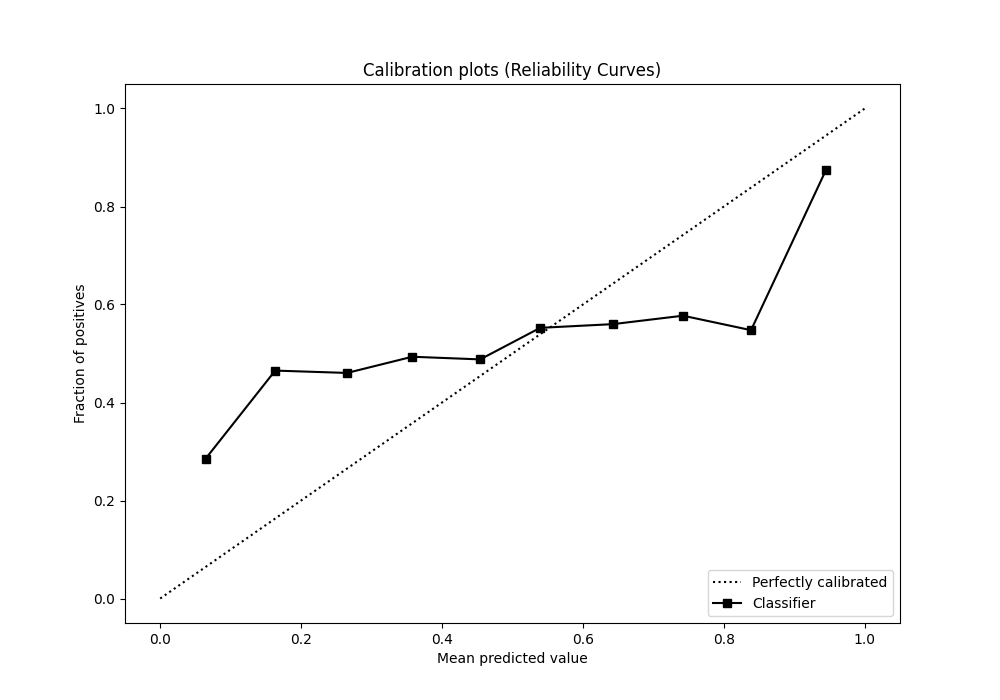 Calibration plots (Reliability Curves)
1.0
0.8
0.6
0.4
0.2
0.0
Fraction of positives
Perfectly calibrated
Classifier
0.0 0.2 0.4 0.6 0.8 1.0
Mean predicted value